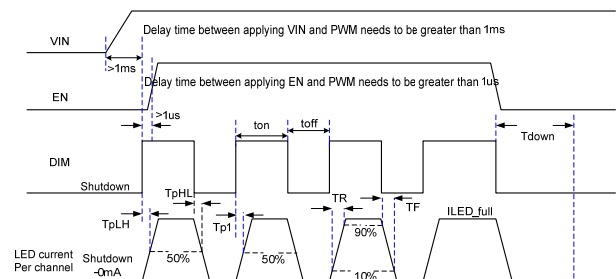 VIN
Delay time between applying VIN and PWM needs to be greater than 1ms
>1ms
EN
Delay time between applying EN and PWM needs to be greater than 1us
>1us
ton
toff
Tdown
DIM
Shutdown
TpHL
TR
TF
ILED_full
TpLH
Tp1
90%
LED current
Per channel
Shutdown
-0mA
50%
50%
10%